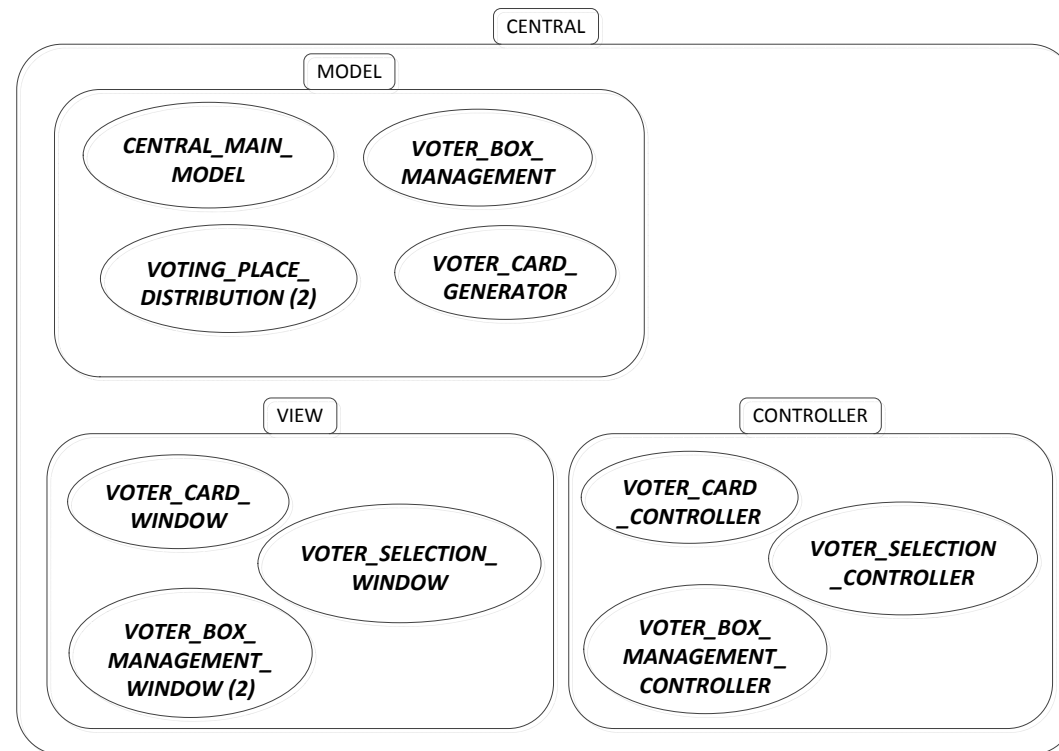 CENTRAL
MODEL
CENTRAL_MAIN_
MODEL
VOTER_BOX_
MANAGEMENT
VOTING_PLACE_
DISTRIBUTION (2)
VOTER_CARD_
GENERATOR
VIEW
VOTER_CARD_
WINDOW
VOTER_SELECTION_
WINDOW
VOTER_BOX_
MANAGEMENT_
WINDOW (2)
CONTROLLER
VOTER_CARD
_CONTROLLER
VOTER_SELECTION
_CONTROLLER
VOTER_BOX_
MANAGEMENT_
CONTROLLER